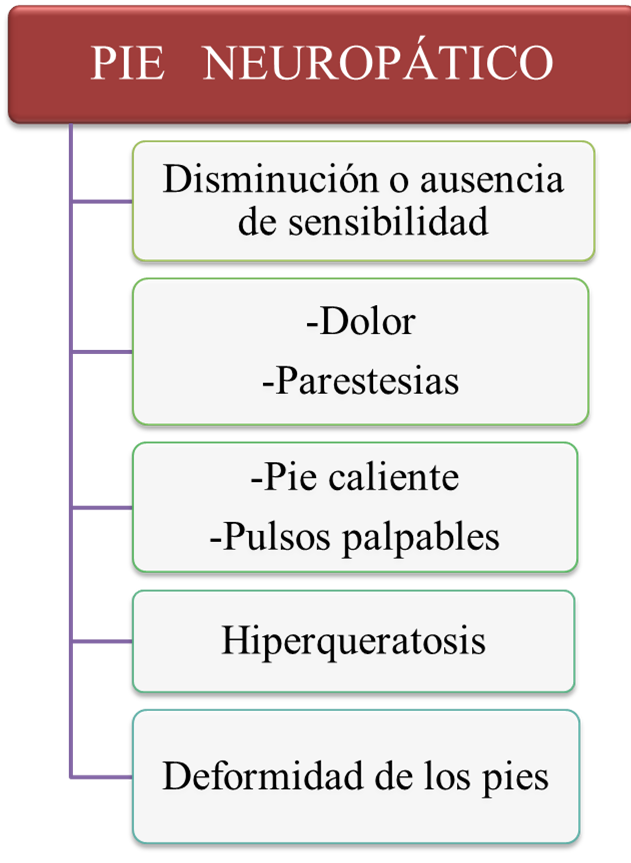 PIE NEUROPÁTICO
Disminución o ausencia
de sensibilidad
-Dolor
-Parestesias
-Pie caliente
-Pulsos palpables
Hiperqueratosis
Deformidad de los pies